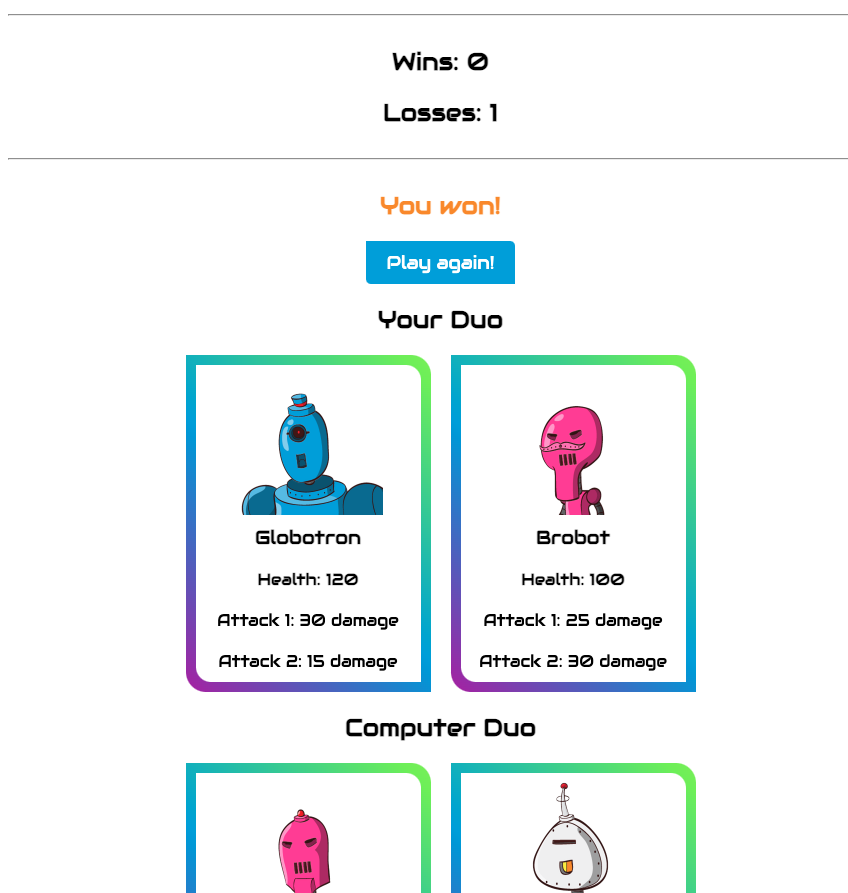 Wins: 0
Losses: 1
You won!
Play again!
Your Duo
Globotron
Brobot
Health: 120
Health: 100
Attack 1: 30 damage
Attack 1: 25 damage
Attack 2: 15 damage
Attack 2: 30 damage
Computer Duo